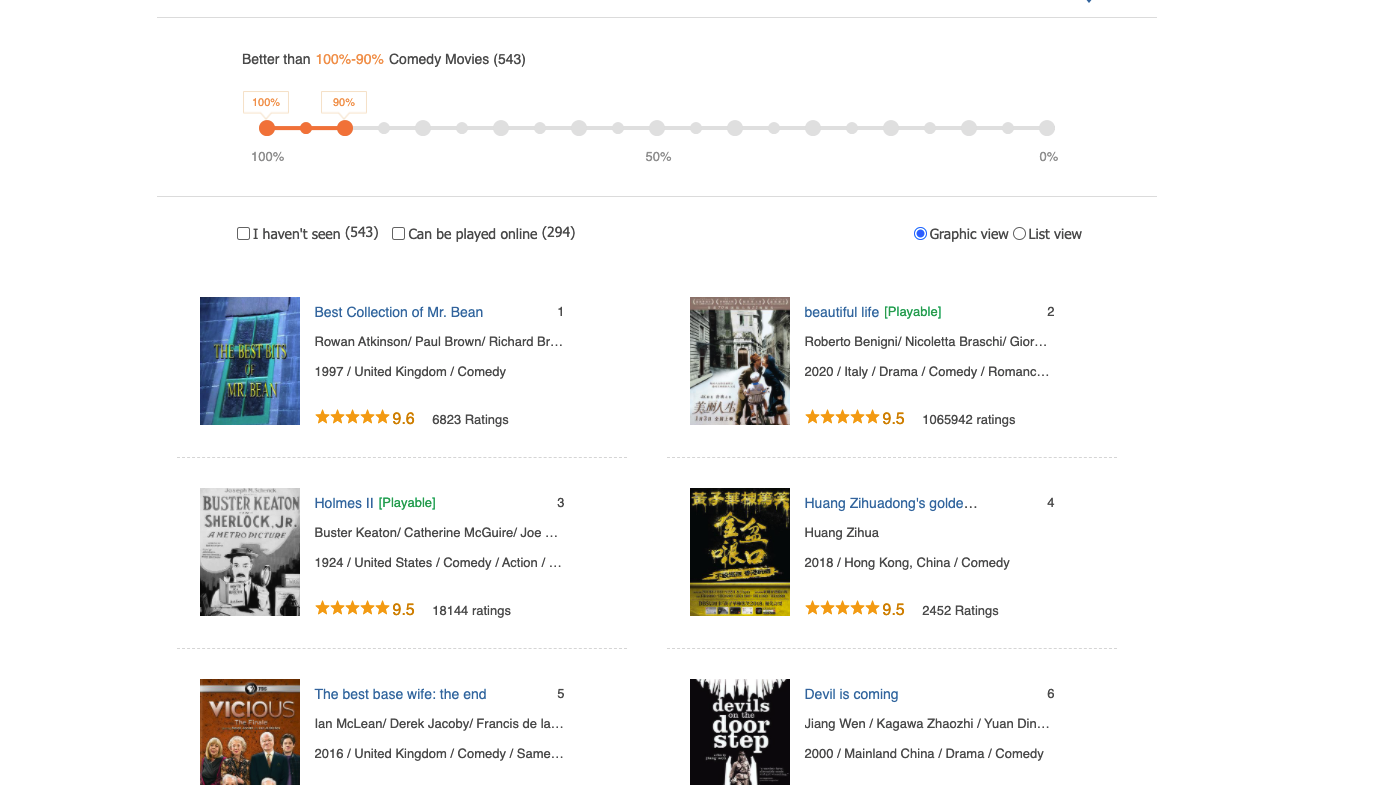 Better than 100%-90% Comedy Movies (543)
100% 90%
100% 50% 0%
I haven't seen (543) Can be played online (294)
Graphic view List view
THE BEST BITS
OF
MR. BEAN
Best Collection of Mr. Bean 1
Rowan Atkinson/ Paul Brown/ Richard Br…
1997 / United Kingdom / Comedy
9.6 6823 Ratings
美丽人生
beautiful life [Playable] 2
Roberto Benigni/ Nicoletta Braschi/ Gior…
2020 / Italy / Drama / Comedy / Romanc…
9.5 1065942 ratings
BUSTER KEATON
SHERLOCK, JR.
A METRO PICTURE
Holmes II [Playable] 3
Buster Keaton/ Catherine McGuire/ Joe …
1924 / United States / Comedy / Action / …
9.5 18144 ratings
黃子華棟篤笑
金盆
啷口
Huang Zihuadong's golde… 4
Huang Zihua
2018 / Hong Kong, China / Comedy
9.5 2452 Ratings
PBS
VICIOUS
The Finale
The best base wife: the end 5
Ian McLean/ Derek Jacoby/ Francis de la…
2016 / United Kingdom / Comedy / Same…
devils
on the
door
step
Devil is coming 6
Jiang Wen / Kagawa Zhaozhi / Yuan Din…
2000 / Mainland China / Drama / Comedy